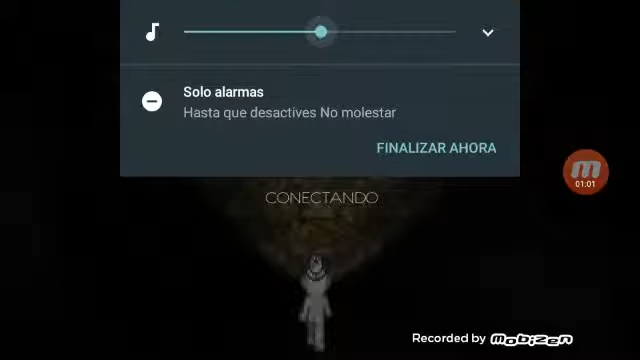 Solo alarmas
Hasta que desactives No molestar
FINALIZAR AHORA
01:01
CONECTANDO
Recorded by mobizen